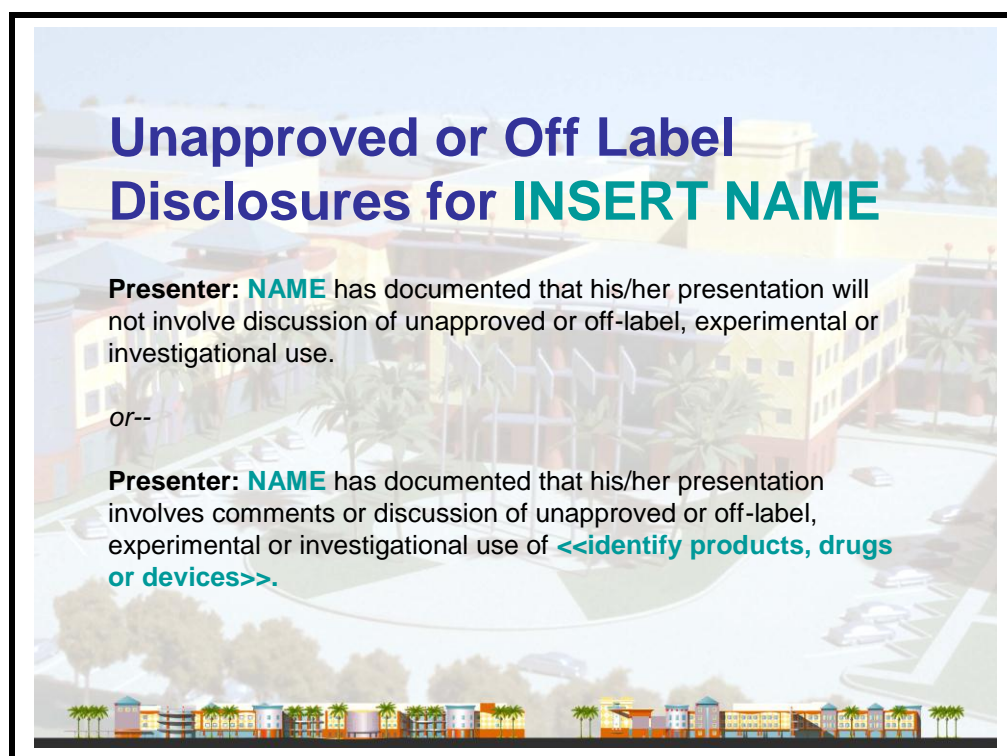 Unapproved or Off Label
Disclosures for INSERT NAME
Presenter: NAME has documented that his/her presentation will
not involve discussion of unapproved or off-label, experimental or
investigational use.
or--
Presenter: NAME has documented that his/her presentation
involves comments or discussion of unapproved or off-label,
experimental or investigational use of <<identify products, drugs
or devices>>.